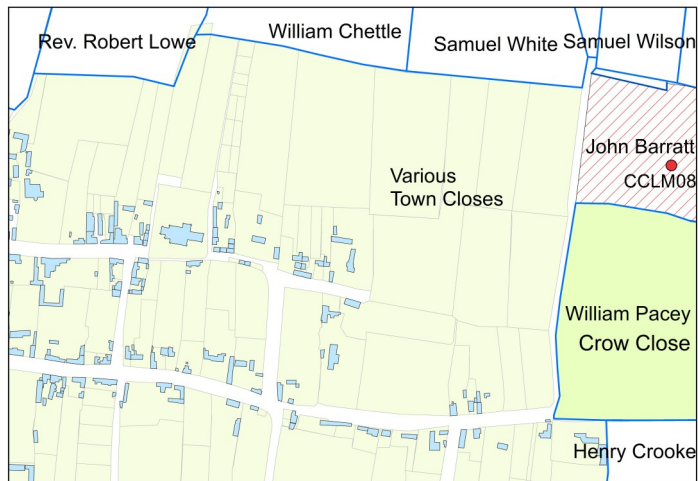 Rev. Robert Lowe
William Chettle
Samuel White
Samuel Wilson
John Barratt
CCLM08
Various
Town Closes
William Pacey
Crow Close
Henry Crooke